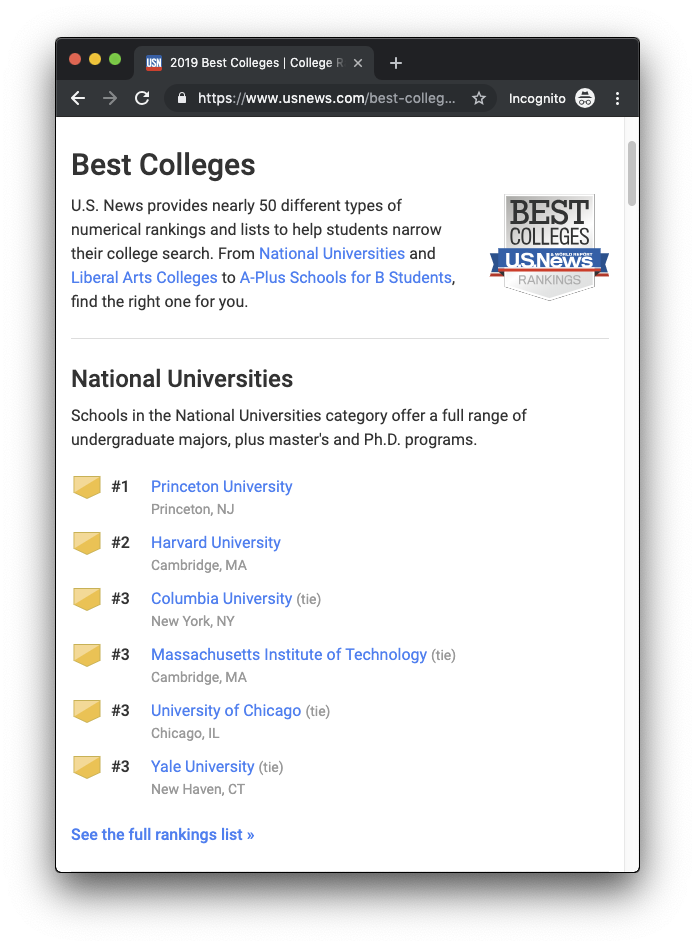 USN 2019 Best Colleges | College R
https://www.usnews.com/best-colleg... Incognito
Best Colleges
U.S. News provides nearly 50 different types of
numerical rankings and lists to help students narrow
their college search. From National Universities and
Liberal Arts Colleges to A-Plus Schools for B Students,
find the right one for you.
BEST
COLLEGES
U.S.News & WORLD REPORT
RANKINGS
National Universities
Schools in the National Universities category offer a full range of
undergraduate majors, plus master's and Ph.D. programs.
#1 Princeton University
Princeton, NJ
#2 Harvard University
Cambridge, MA
#3 Columbia University (tie)
New York, NY
#3 Massachusetts Institute of Technology (tie)
Cambridge, MA
#3 University of Chicago (tie)
Chicago, IL
#3 Yale University (tie)
New Haven, CT
See the full rankings list »